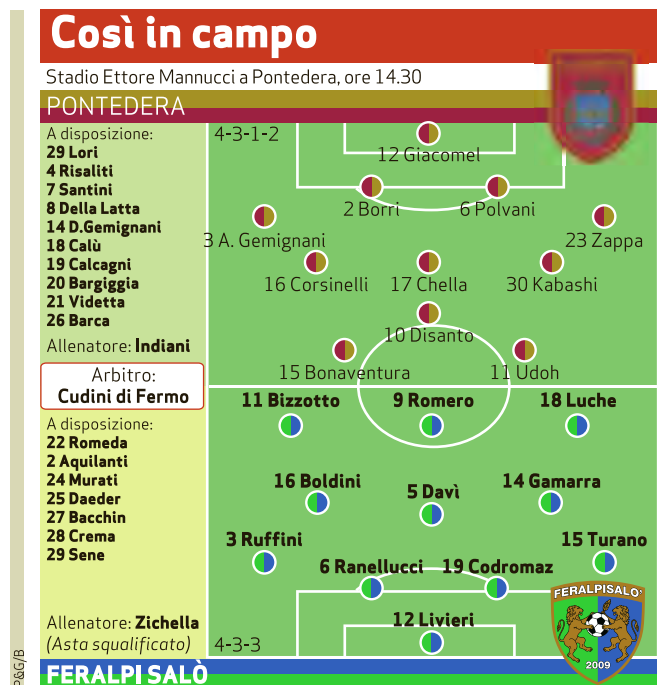 Così in campo
Stadio Ettore Mannucci a Pontedera, ore 14.30
PONTEDERA
A disposizione:
29 Lori
4 Risaliti
7 Santini
8 Della Latta
14 D.Gemignani
18 Calù
19 Calcagni
20 Bargiggia
21 Videtta
26 Barca
Allenatore: Indiani
4-3-1-2
12 Giacomel
2 Borri
6 Polvani
3 A. Gemignani
23 Zappa
16 Corsinelli
17 Chella
30 Kabashi
10 Disanto
15 Bonaventura
11 Udoh
Arbitro:
Cudini di Fermo
11 Bizzotto
9 Romero
18 Luche
16 Boldini
5 Davì
14 Gamarra
3 Ruffini
15 Turano
6 Ranellucci
19 Codromaz
12 Livieri
4-3-3
A disposizione:
22 Romeda
2 Aquilanti
24 Murati
25 Daeder
27 Bacchin
28 Crema
29 Sene
Allenatore: Zichella
(Asta squalificato)
FERALPI SALÒ
FERALPISALO'
2009
P&G/B